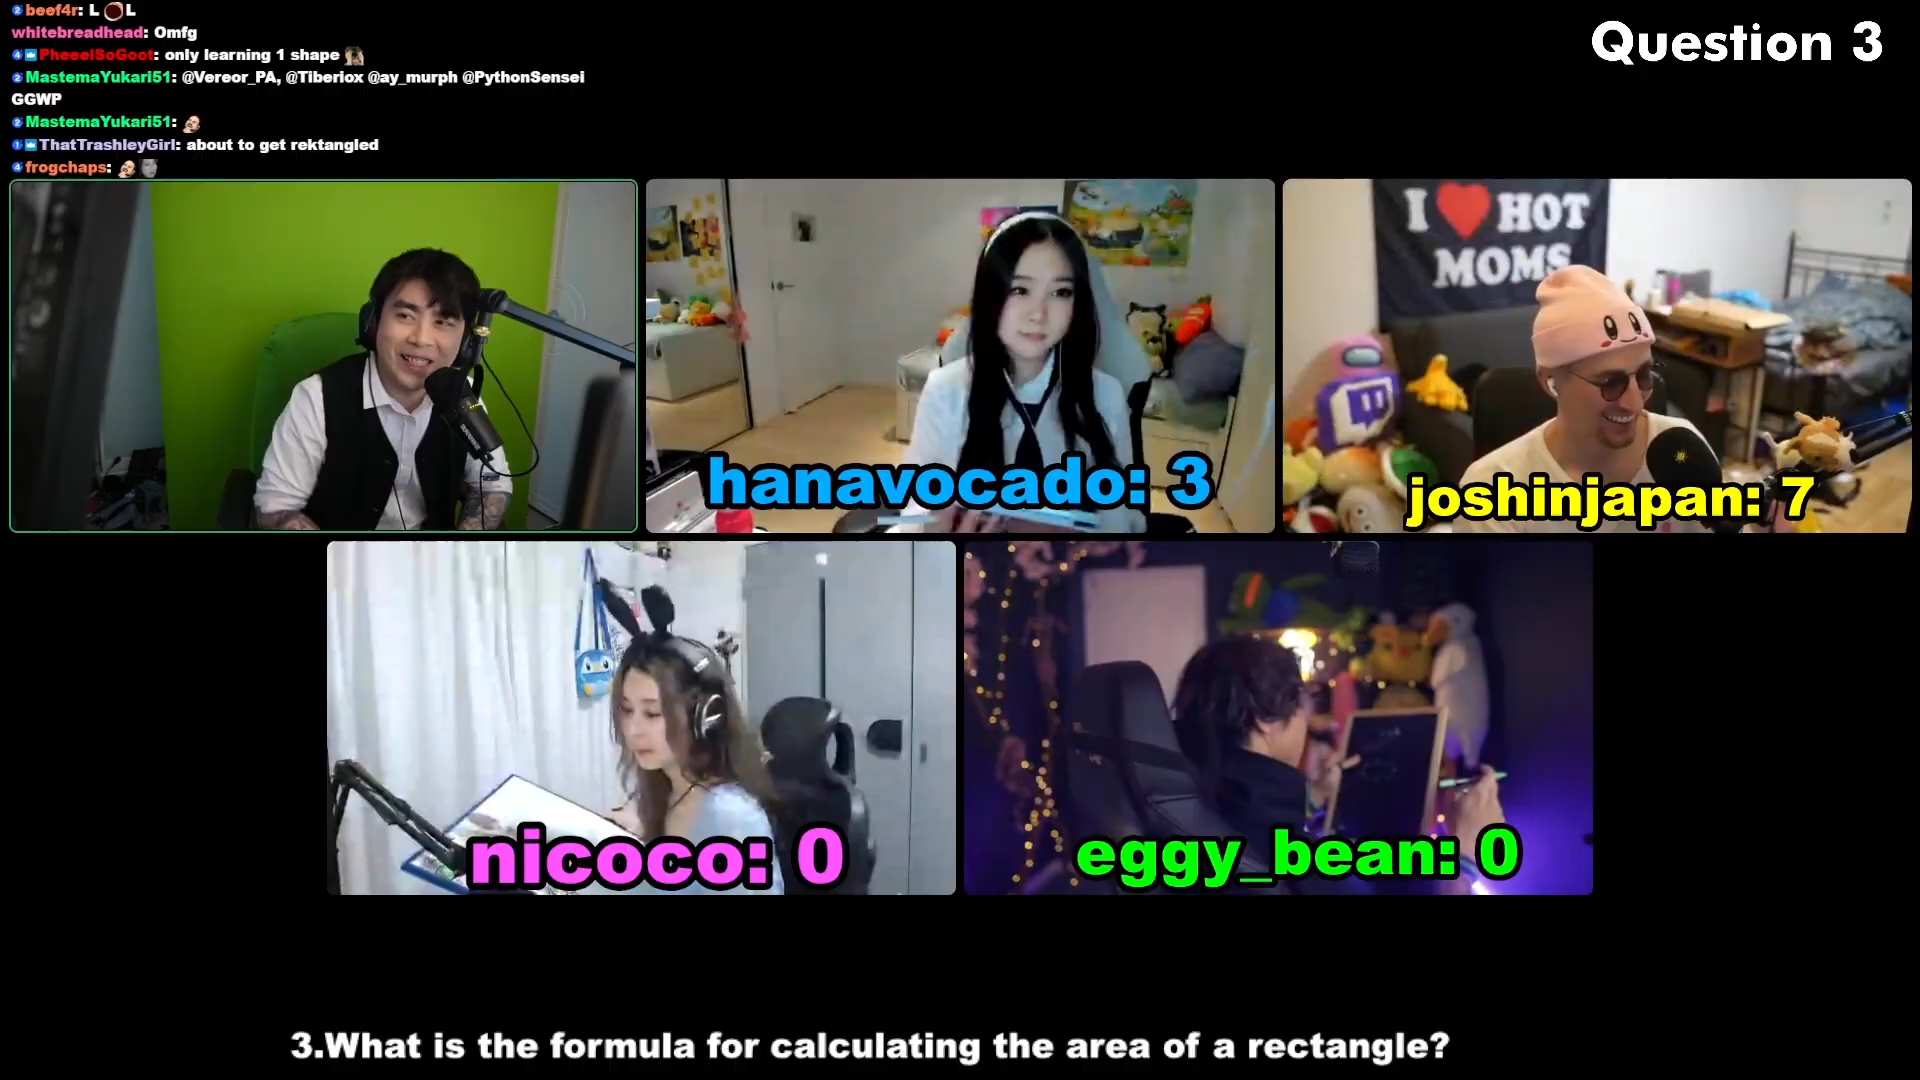 beef4r: L L
whitebreadhead: Omfg
PheeelSoGoot: only learning 1 shape
MastemaYukari51: @Vereor_PA, @Tiberiox @ay_murph @PythonSensei
GGWP
MastemaYukari51:
ThatTrashleyGirl: about to get rektangled
frogchaps:
Question 3
I HOT
MOMS
hanavocado: 3
joshinjapan: 7
nicoco: 0
eggy_bean: 0
3.What is the formula for calculating the area of a rectangle?